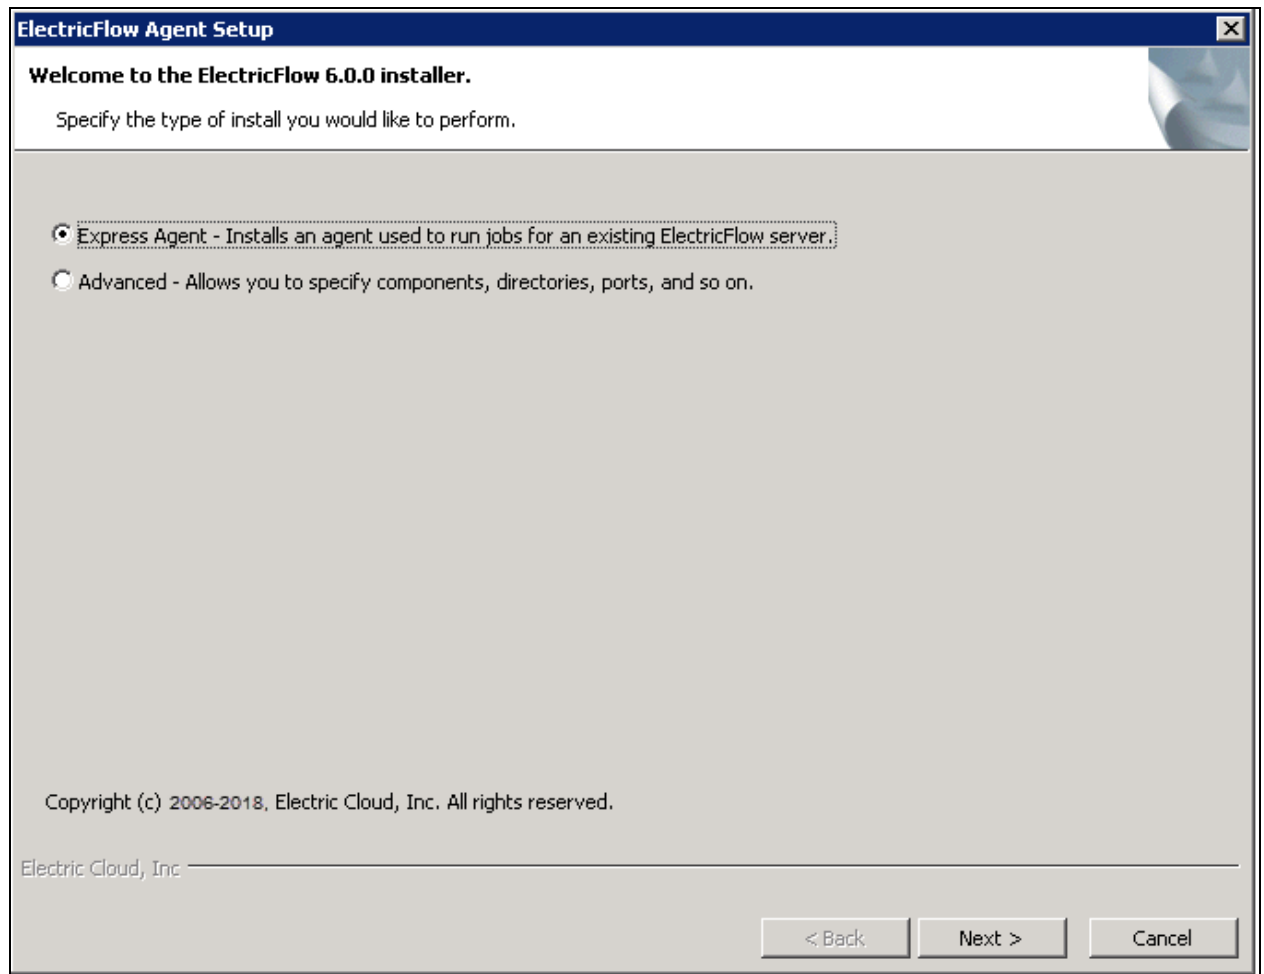 ElectricFlow Agent Setup
Welcome to the ElectricFlow 6.0.0 installer.
Specify the type of install you would like to perform.
Express Agent - Installs an agent used to run jobs for an existing ElectricFlow server.
Advanced - Allows you to specify components, directories, ports, and so on.
Copyright (c) 2006-2018, Electric Cloud, Inc. All rights reserved.
Electric Cloud, Inc
< Back
Next >
Cancel